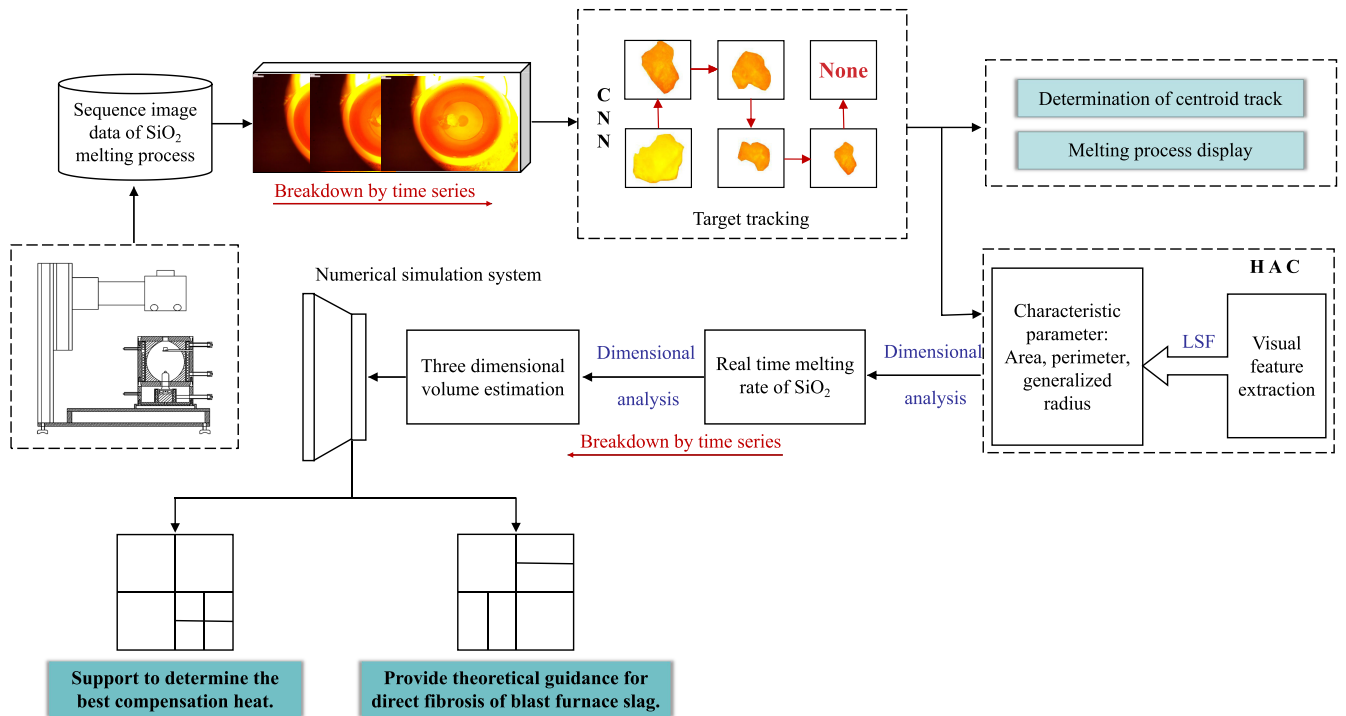 Sequence image
data of SiO₂
melting process
Breakdown by time series
C
N
N
None
Target tracking
Determination of centroid track
Melting process display
H A C
Characteristic
parameter:
Area, perimeter,
generalized
radius
LSF
Visual
feature
extraction
Dimensional
analysis
Real time melting
rate of SiO₂
Dimensional
analysis
Breakdown by time series
Three dimensional
volume estimation
Numerical simulation system
Support to determine the
best compensation heat.
Provide theoretical guidance for
direct fibrosis of blast furnace slag.